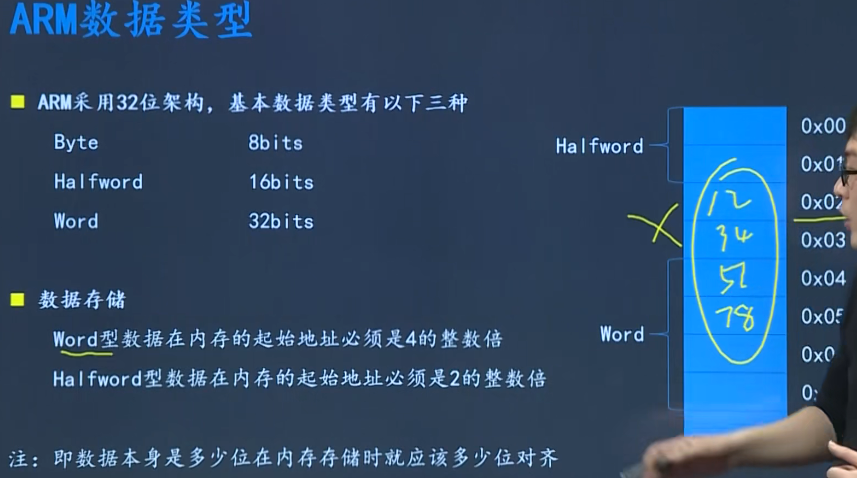 ARM数据类型
ARM采用32位架构，基本数据类型有以下三种
Byte 8bits
Halfword 16bits
Word 32bits
数据存储
Word型数据在内存的起始地址必须是4的整数倍
Halfword型数据在内存的起始地址必须是2的整数倍
注：即数据本身是多少位在内存存储时就应该多少位对齐
Halfword
Word
12
34
78
0x00
0x01
0x02
0x03
0x04
0x05